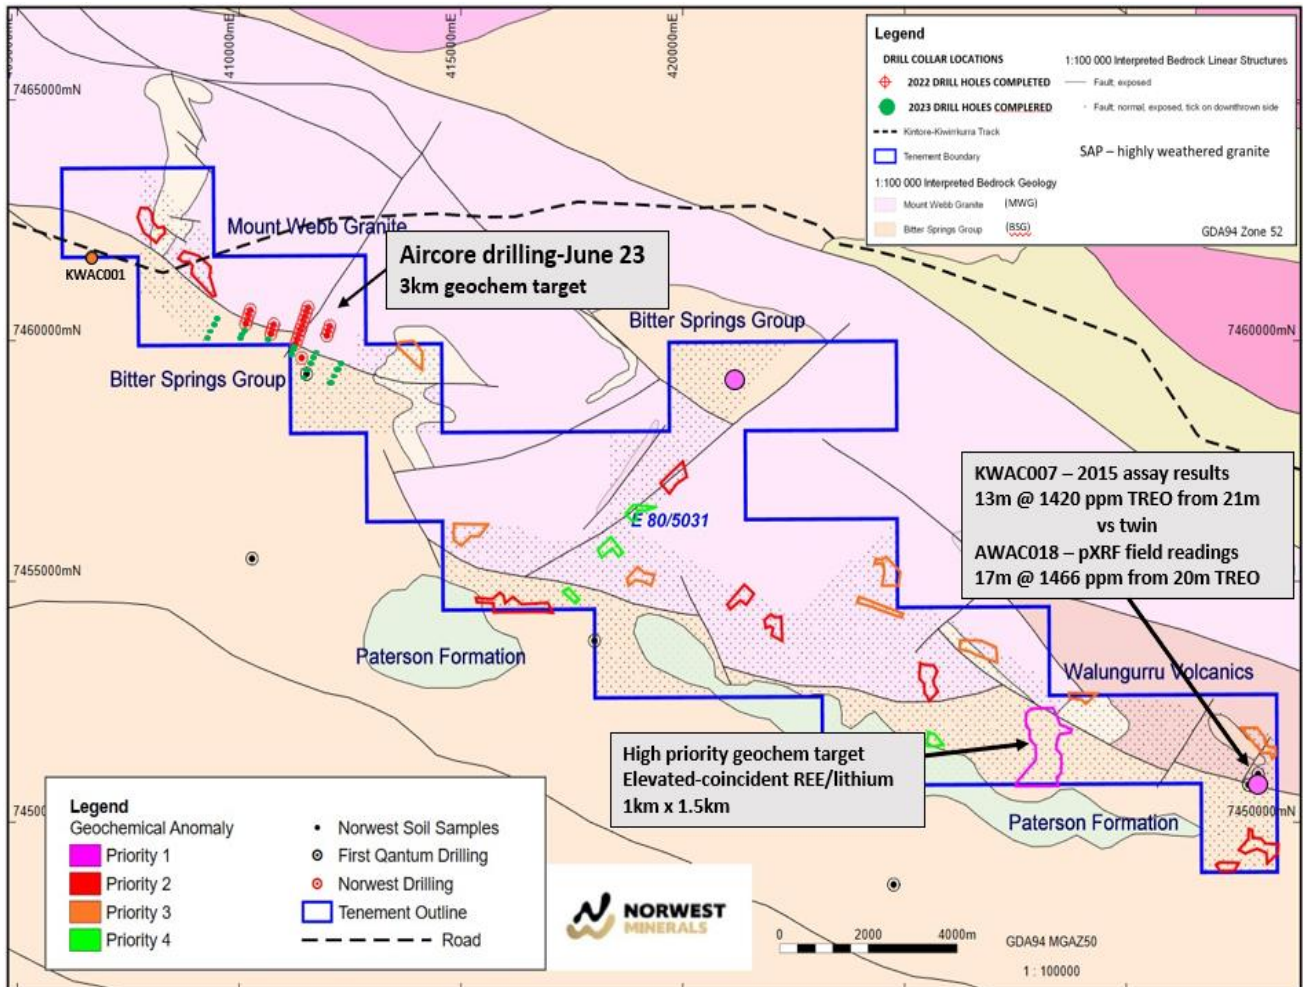 410000mE
415000mE
420000mE
7465000mN
Legend
DRILL COLLAR LOCATIONS
2022 DRILL HOLES COMPLETED
2023 DRILL HOLES COMPLERED
Kintore-Kiwirrkurra Track
Tenement Boundary
1:100 000 Interpreted Bedrock Geology
Mount Webb Granite (MWG)
Bitter Springs Group (BSG)
1:100 000 Interpreted Bedrock Linear Structures
Fault; exposed
Fault; normal, exposed, tick on downthrown side
SAP – highly weathered granite
GDA94 Zone 52
Mount Webb Granite
KWAC001
Aircore drilling-June 23
3km geochem target
7460000mN
Bitter Springs Group
7460000mN
Bitter Springs Group
E 80/5031
KWAC007 – 2015 assay results
13m @ 1420 ppm TREO from 21m
vs twin
AWAC018 – pXRF field readings
17m @ 1466 ppm from 20m TREO
7455000mN
Paterson Formation
Walungurru Volcanics
High priority geochem target
Elevated-coincident REE/lithium
1km x 1.5km
7450000mN
Paterson Formation
Legend
Geochemical Anomaly
Priority 1
Priority 2
Priority 3
Priority 4
Norwest Soil Samples
First Qantum Drilling
Norwest Drilling
Tenement Outline
Road
NORWEST
MINERALS
0 2000 4000m
GDA94 MGAZ50
1 : 100000